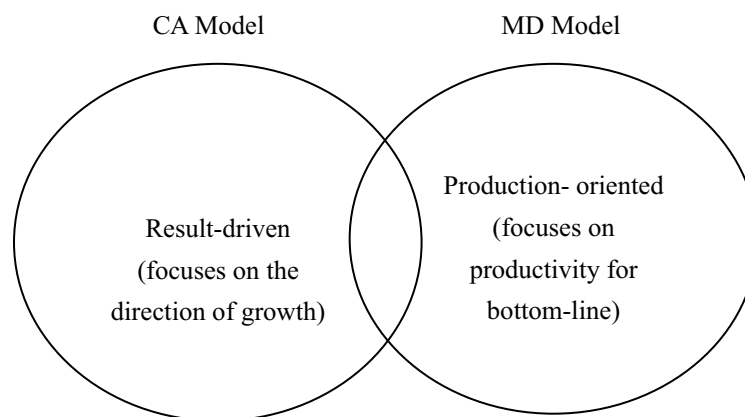 CA Model
MD Model
Result-driven
(focuses on the
direction of growth)
Production- oriented
(focuses on
productivity for
bottom-line)